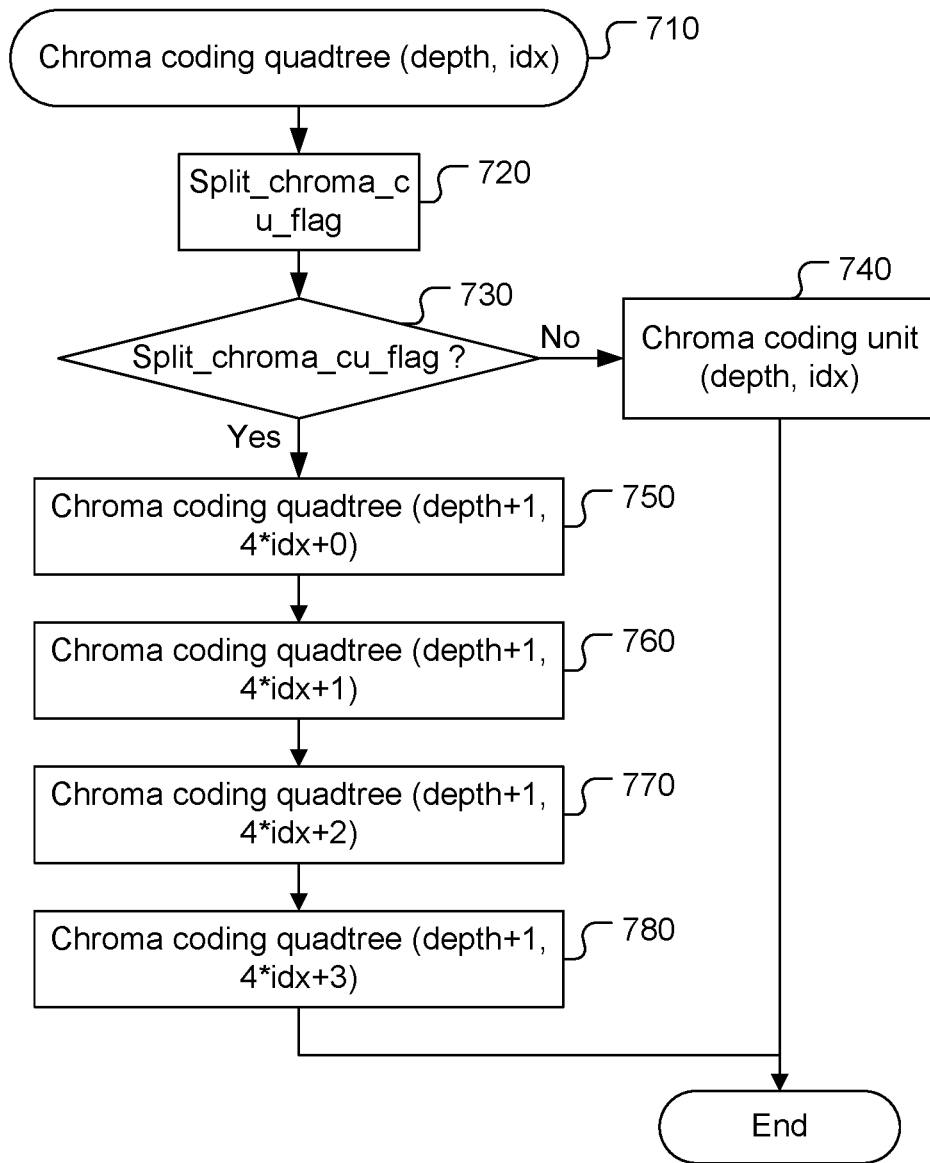 Chroma coding quadtree (depth, idx)
710
Split_chroma_c
u_flag
720
730
Split_chroma_cu_flag ?
No
740
Chroma coding unit
(depth, idx)
Yes
Chroma coding quadtree (depth+1,
4*idx+0)
750
Chroma coding quadtree (depth+1,
4*idx+1)
760
Chroma coding quadtree (depth+1,
4*idx+2)
770
Chroma coding quadtree (depth+1,
4*idx+3)
780
End